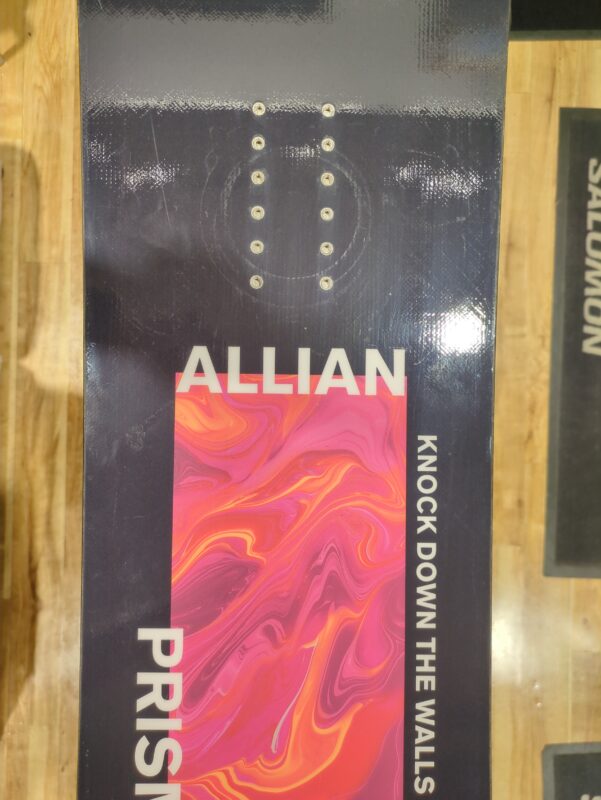 ALLIAN
KNOCK DOWN THE WALLS
PRISM
SALOMON